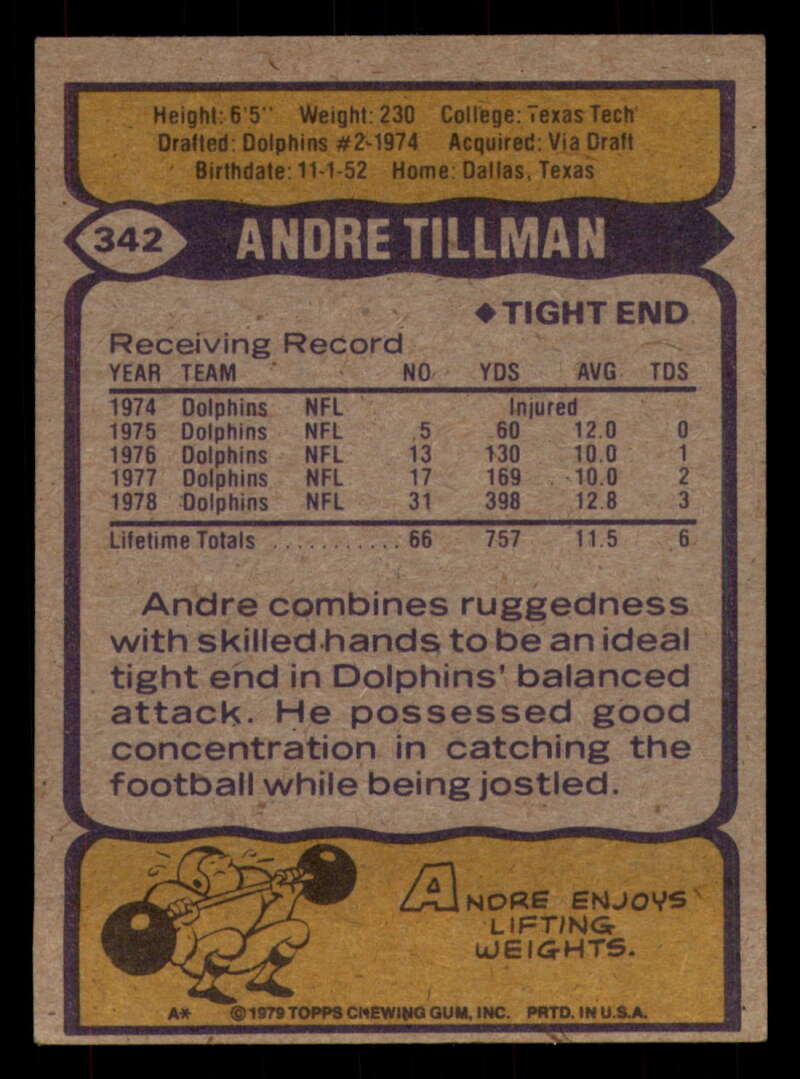 Height: 6'5" Weight: 230 College: Texas Tech
Drafted: Dolphins #2-1974 Acquired: Via Draft
Birthdate: 11-1-52 Home: Dallas, Texas
342 ANDRE TILLMAN
◆TIGHT END
Receiving Record
YEAR TEAM NO YDS AVG TDS
1974 Dolphins NFL Injured
1975 Dolphins NFL 5 60 12.0 0
1976 Dolphins NFL 13 130 10.0 1
1977 Dolphins NFL 17 169 10.0 2
1978 Dolphins NFL 31 398 12.8 3
Lifetime Totals ........... 66 757 11.5 6
Andre combines ruggedness
with skilled hands to be an ideal
tight end in Dolphins' balanced
attack. He possessed good
concentration in catching the
football while being jostled.
ANDRE ENJOYS
LIFTING
WEIGHTS.
A* ©1979 TOPPS CHEWING GUM, INC. PRTD. IN U.S.A.